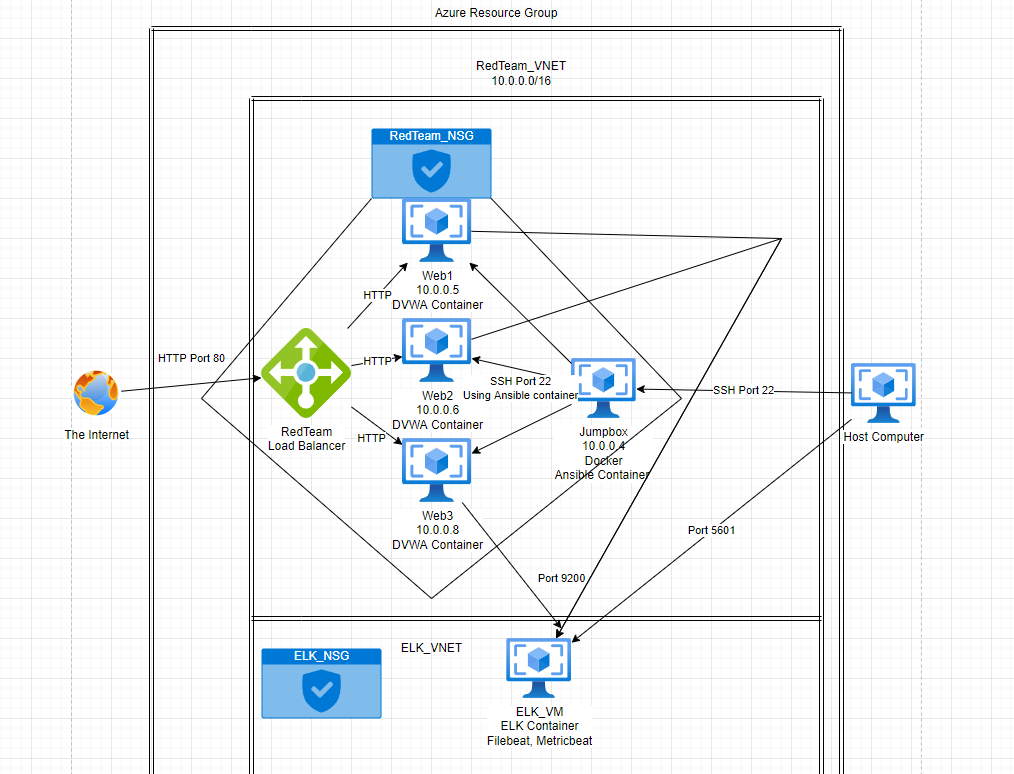 Azure Resource Group
RedTeam_VNET
10.0.0.0/16
RedTeam_NSG
Web1
10.0.0.5
DVWA Container
HTTP
HTTP Port 80
HTTP
SSH Port 22
Using Ansible container
SSH Port 22
Web2
10.0.0.6
DVWA Container
The Internet
RedTeam
Load Balancer
HTTP
Jumpbox
10.0.0.4
Docker
Ansible Container
Host Computer
Web3
10.0.0.8
DVWA Container
Port 5601
Port 9200
ELK_NSG
ELK_VNET
ELK_VM
ELK Container
Filebeat, Metricbeat